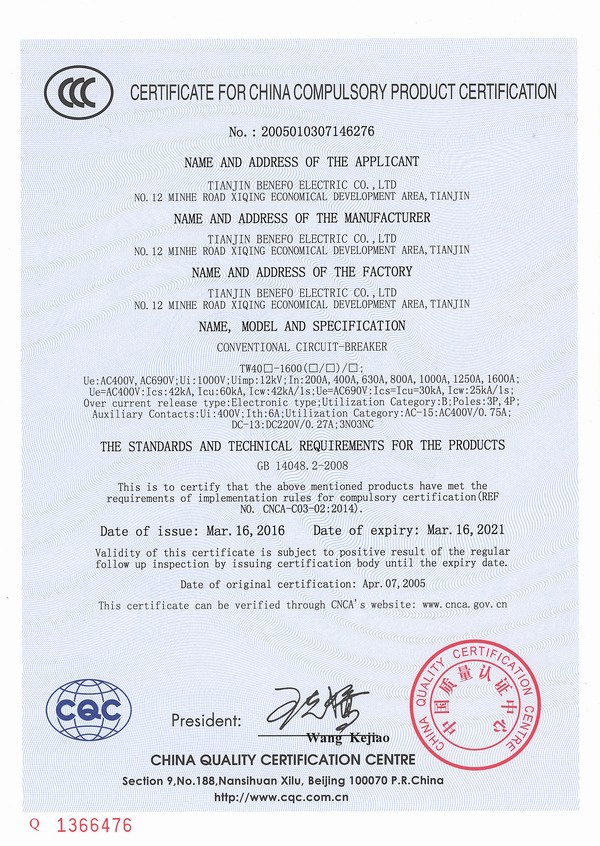 CCC
CERTIFICATE FOR CHINA COMPULSORY PRODUCT CERTIFICATION
No. : 2005010307146276
NAME AND ADDRESS OF THE APPLICANT
TIANJIN BENEFO ELECTRIC CO.,LTD
NO.12 MINHE ROAD XIQING ECONOMICAL DEVELOPMENT AREA,TIANJIN
NAME AND ADDRESS OF THE MANUFACTURER
TIANJIN BENEFO ELECTRIC CO.,LTD
NO.12 MINHE ROAD XIQING ECONOMICAL DEVELOPMENT AREA,TIANJIN
NAME AND ADDRESS OF THE FACTORY
TIANJIN BENEFO ELECTRIC CO.,LTD
NO.12 MINHE ROAD XIQING ECONOMICAL DEVELOPMENT AREA,TIANJIN
NAME, MODEL AND SPECIFICATION
CONVENTIONAL CIRCUIT-BREAKER
TW40□-1600(□/□)/□;
Ue:AC400V,AC690V;Ui:1000V;Uimp:12kV;In:200A,400A,630A,800A,1000A,1250A,1600A;
Ue=AC400V:Ics:42kA,Icu:60kA,Icw:42kA/1s;Ue=AC690V:Ics=Icu=30kA,Icw:25kA/1s;
Over current release type:Electronic type;Utilization Category:B;Poles:3P,4P;
Auxiliary Contacts:Ui:400V;Ith:6A;Utilization Category:AC-15:AC400V/0.75A;
DC-13:DC220V/0.27A;3NO3NC
THE STANDARDS AND TECHNICAL REQUIREMENTS FOR THE PRODUCTS
GB 14048.2-2008
This is to certify that the above mentioned products have met the
requirements of implementation rules for compulsory certification(REF
NO. CNCA-C03-02:2014).
Date of issue: Mar.16,2016 Date of expiry: Mar.16,2021
Validity of this certificate is subject to positive result of the regular
follow up inspection by issuing certification body until the expiry date.
Date of original certification: Apr.07,2005
This certificate can be verified through CNCA's website: www.cnca.gov.cn
CHINA QUALITY CERTIFICATION CENTRE
中国质量认证中心
CQC
President:
Wang Kejiao
CHINA QUALITY CERTIFICATION CENTRE
Section 9,No.188,Nansihuan Xilu, Beijing 100070 P.R.China
http://www.cqc.com.cn
Q 1366476